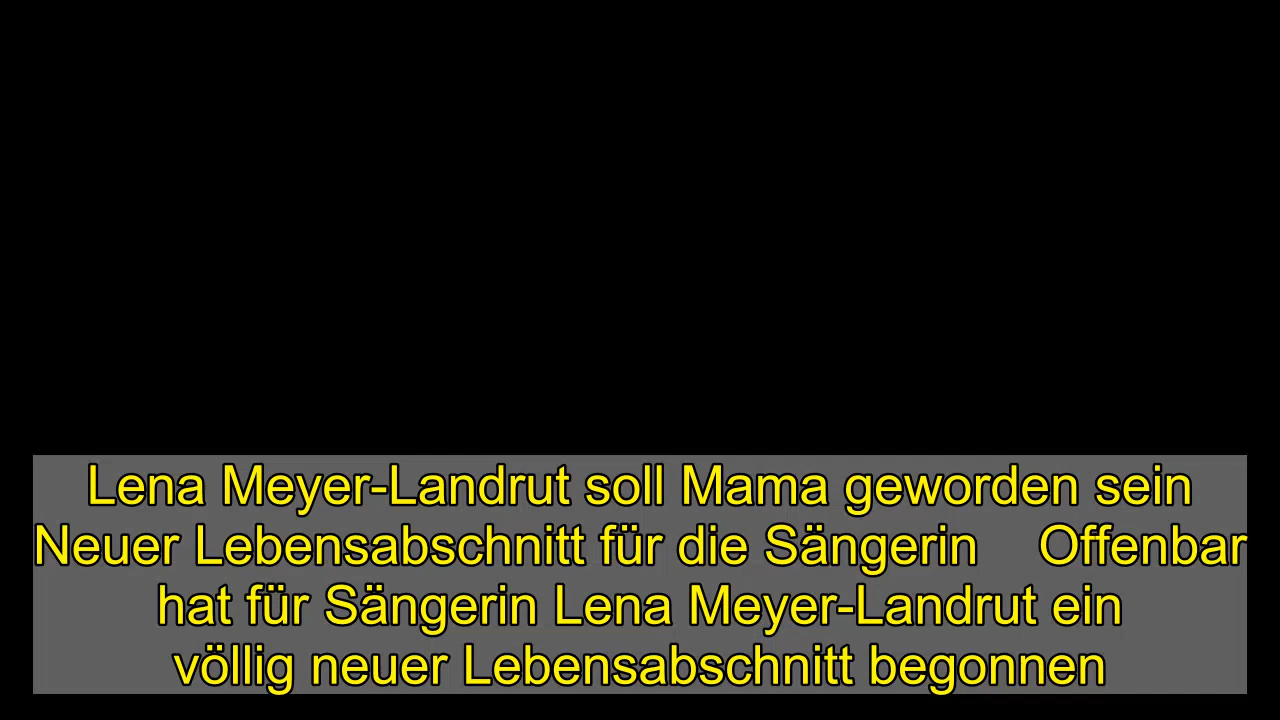 Lena Meyer-Landrut soll Mama geworden sein
Neuer Lebensabschnitt für die Sängerin    Offenbar
hat für Sängerin Lena Meyer-Landrut ein
völlig neuer Lebensabschnitt begonnen